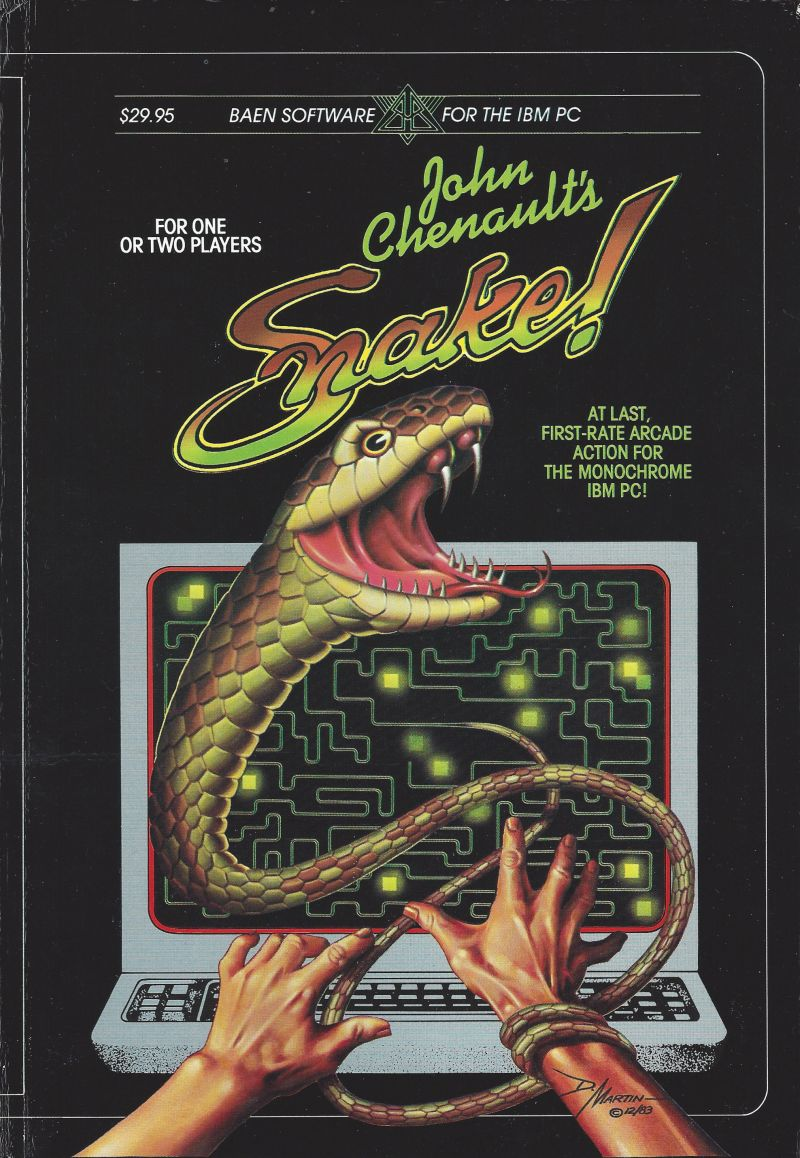 $29.95 BAEN SOFTWARE FOR THE IBM PC
John
Chenault's
FOR ONE
OR TWO PLAYERS
Snake!
AT LAST,
FIRST-RATE ARCADE
ACTION FOR
THE MONOCHROME
IBM PC!
D. MARTIN
©12/83